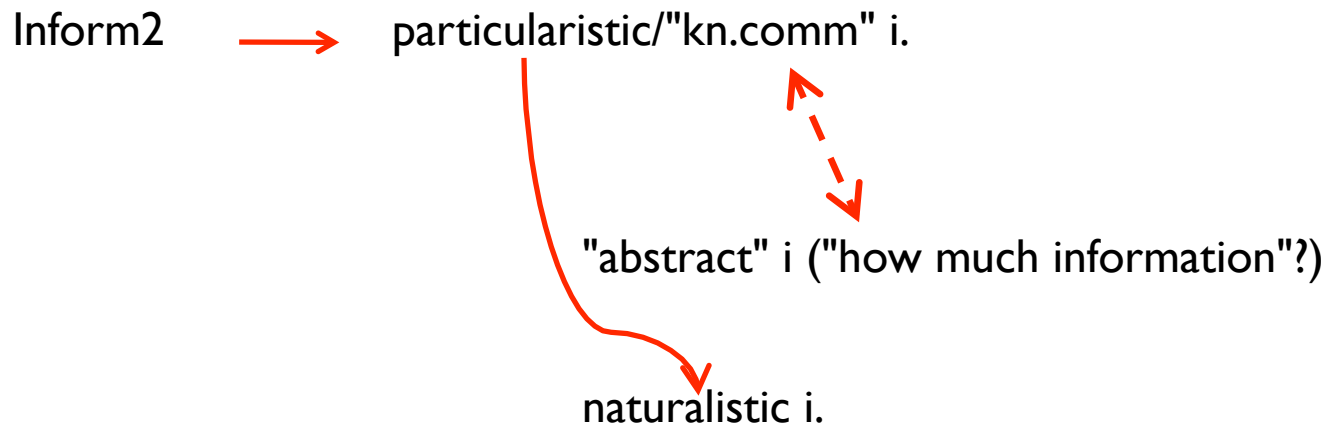 Inform2 particularistic/"kn.comm" i.
"abstract" i ("how much information"?)
naturalistic i.